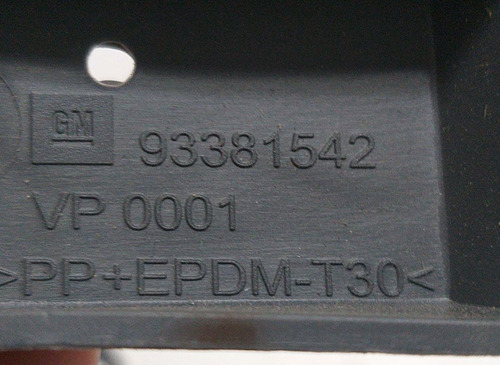 GM 93381542
VP 0001
>PP+EPDM-T30<